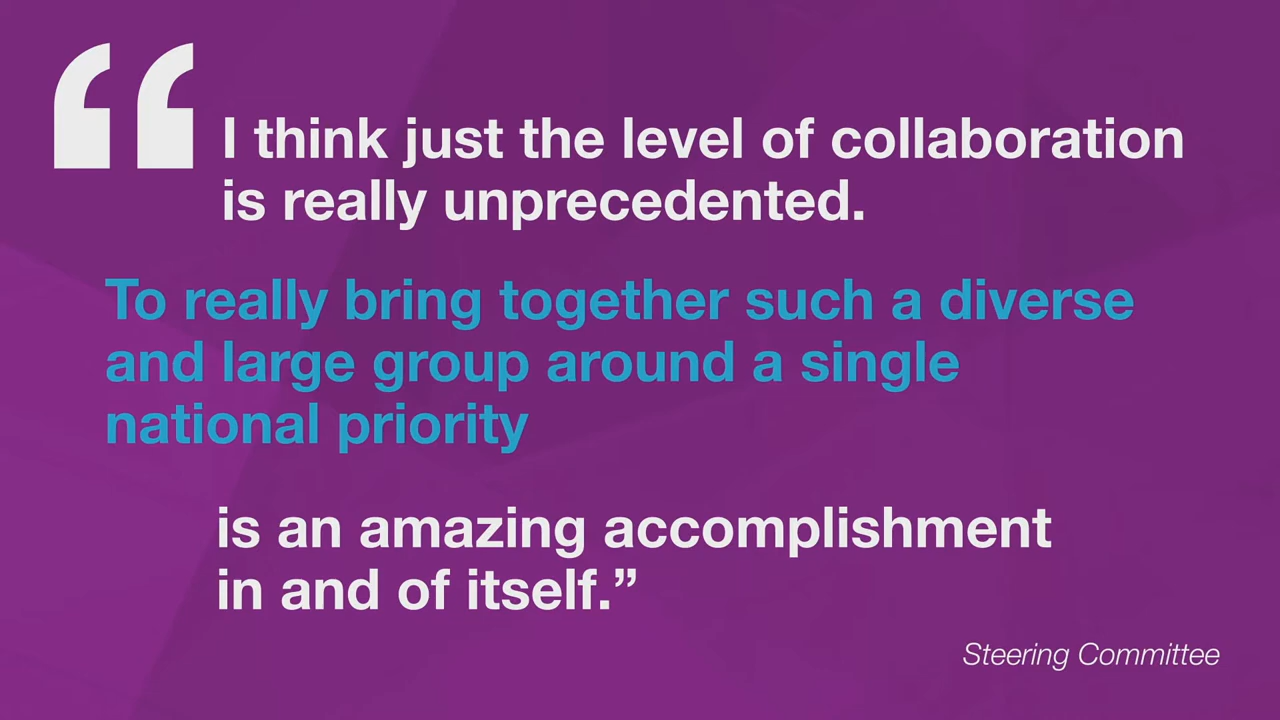 “I think just the level of collaboration
is really unprecedented.
To really bring together such a diverse
and large group around a single
national priority
is an amazing accomplishment
in and of itself.”
Steering Committee